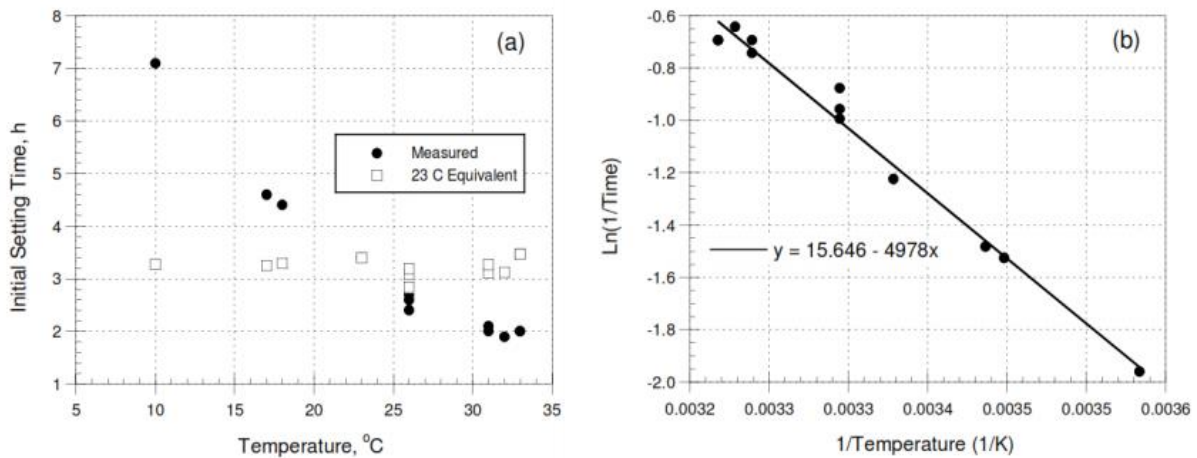 8
7
6
5
4
3
2
1
Initial Setting Time, h
(a)
Measured
23 C Equivalent
5 10 15 20 25 30 35
Temperature, °C
-0.6
-0.8
-1.0
-1.2
-1.4
-1.6
-1.8
-2.0
Ln(1/Time)
(b)
y = 15.646 - 4978x
0.0032 0.0033 0.0033 0.0034 0.0035 0.0035 0.0036
1/Temperature (1/K)